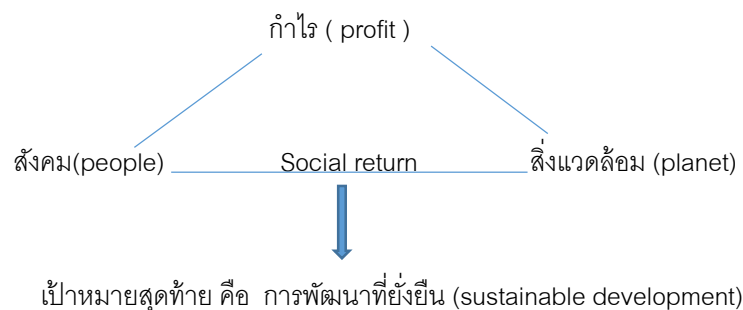 กำไร ( profit )
สังคม(people) Social return สิ่งแวดล้อม (planet)
เป้าหมายสุดท้าย คือ การพัฒนาที่ยั่งยืน (sustainable development)